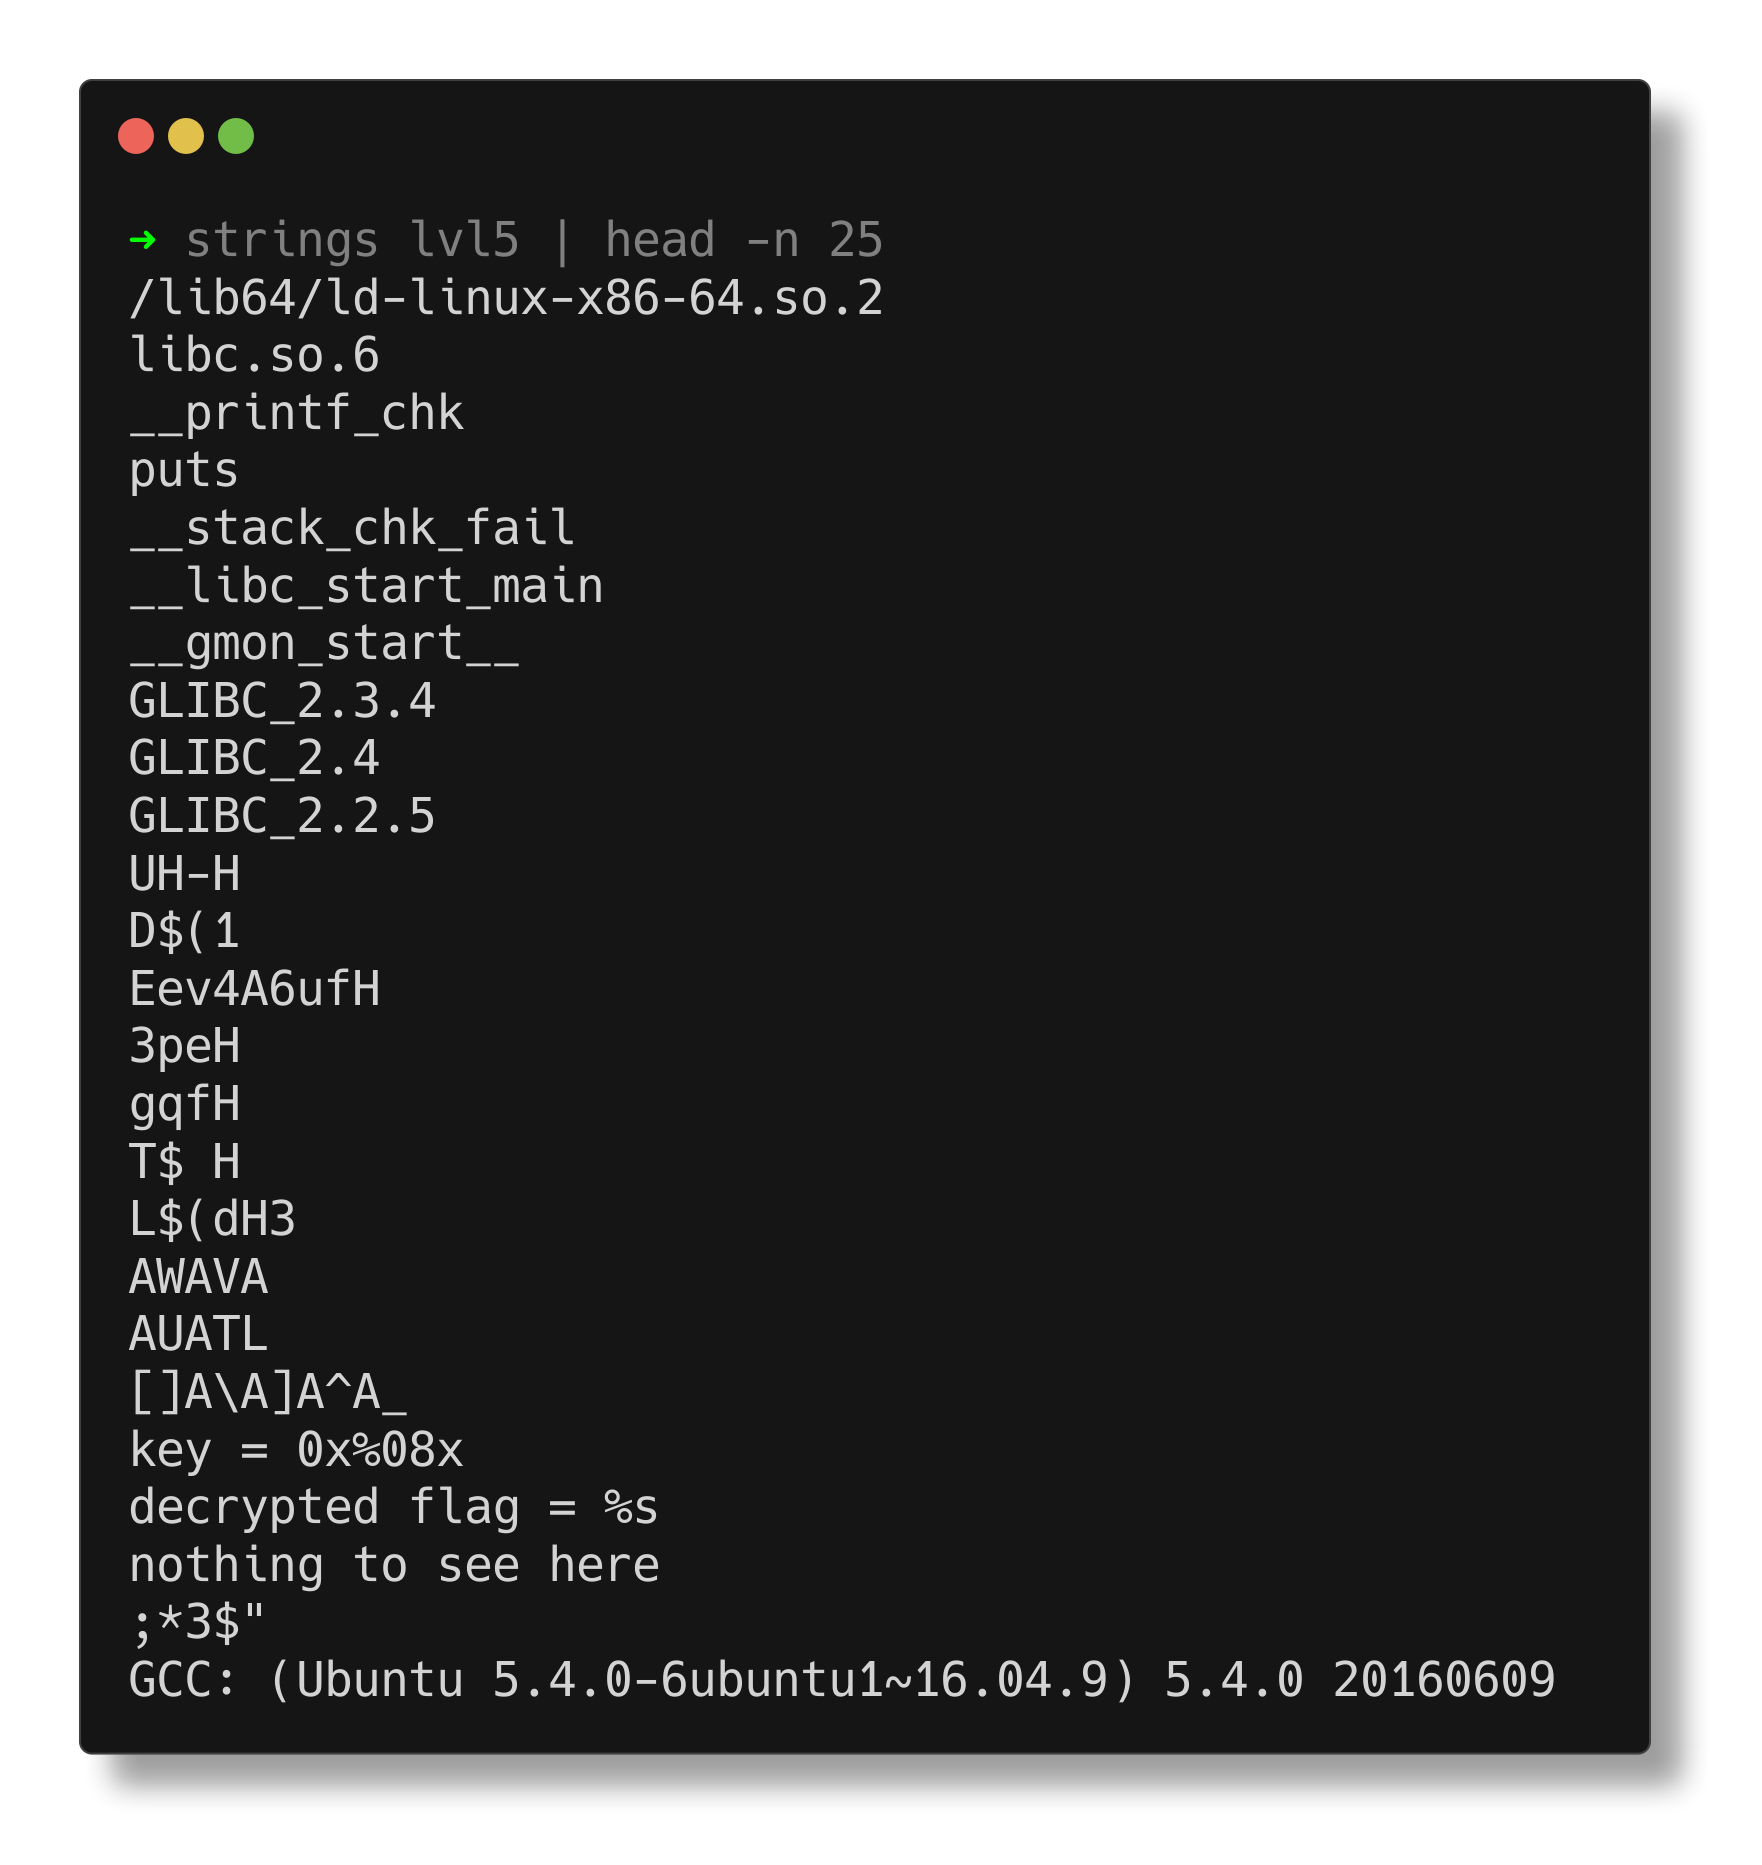 ➜ strings lvl5 | head -n 25
/lib64/ld-linux-x86-64.so.2
libc.so.6
__printf_chk
puts
__stack_chk_fail
__libc_start_main
__gmon_start__
GLIBC_2.3.4
GLIBC_2.4
GLIBC_2.2.5
UH-H
D$(1
Eev4A6ufH
3peH
gqfH
T$ H
L$(dH3
AWAVA
AUATL
[]A\A]A^A_
key = 0x%08x
decrypted flag = %s
nothing to see here
;*3$"
GCC: (Ubuntu 5.4.0-6ubuntu1~16.04.9) 5.4.0 20160609